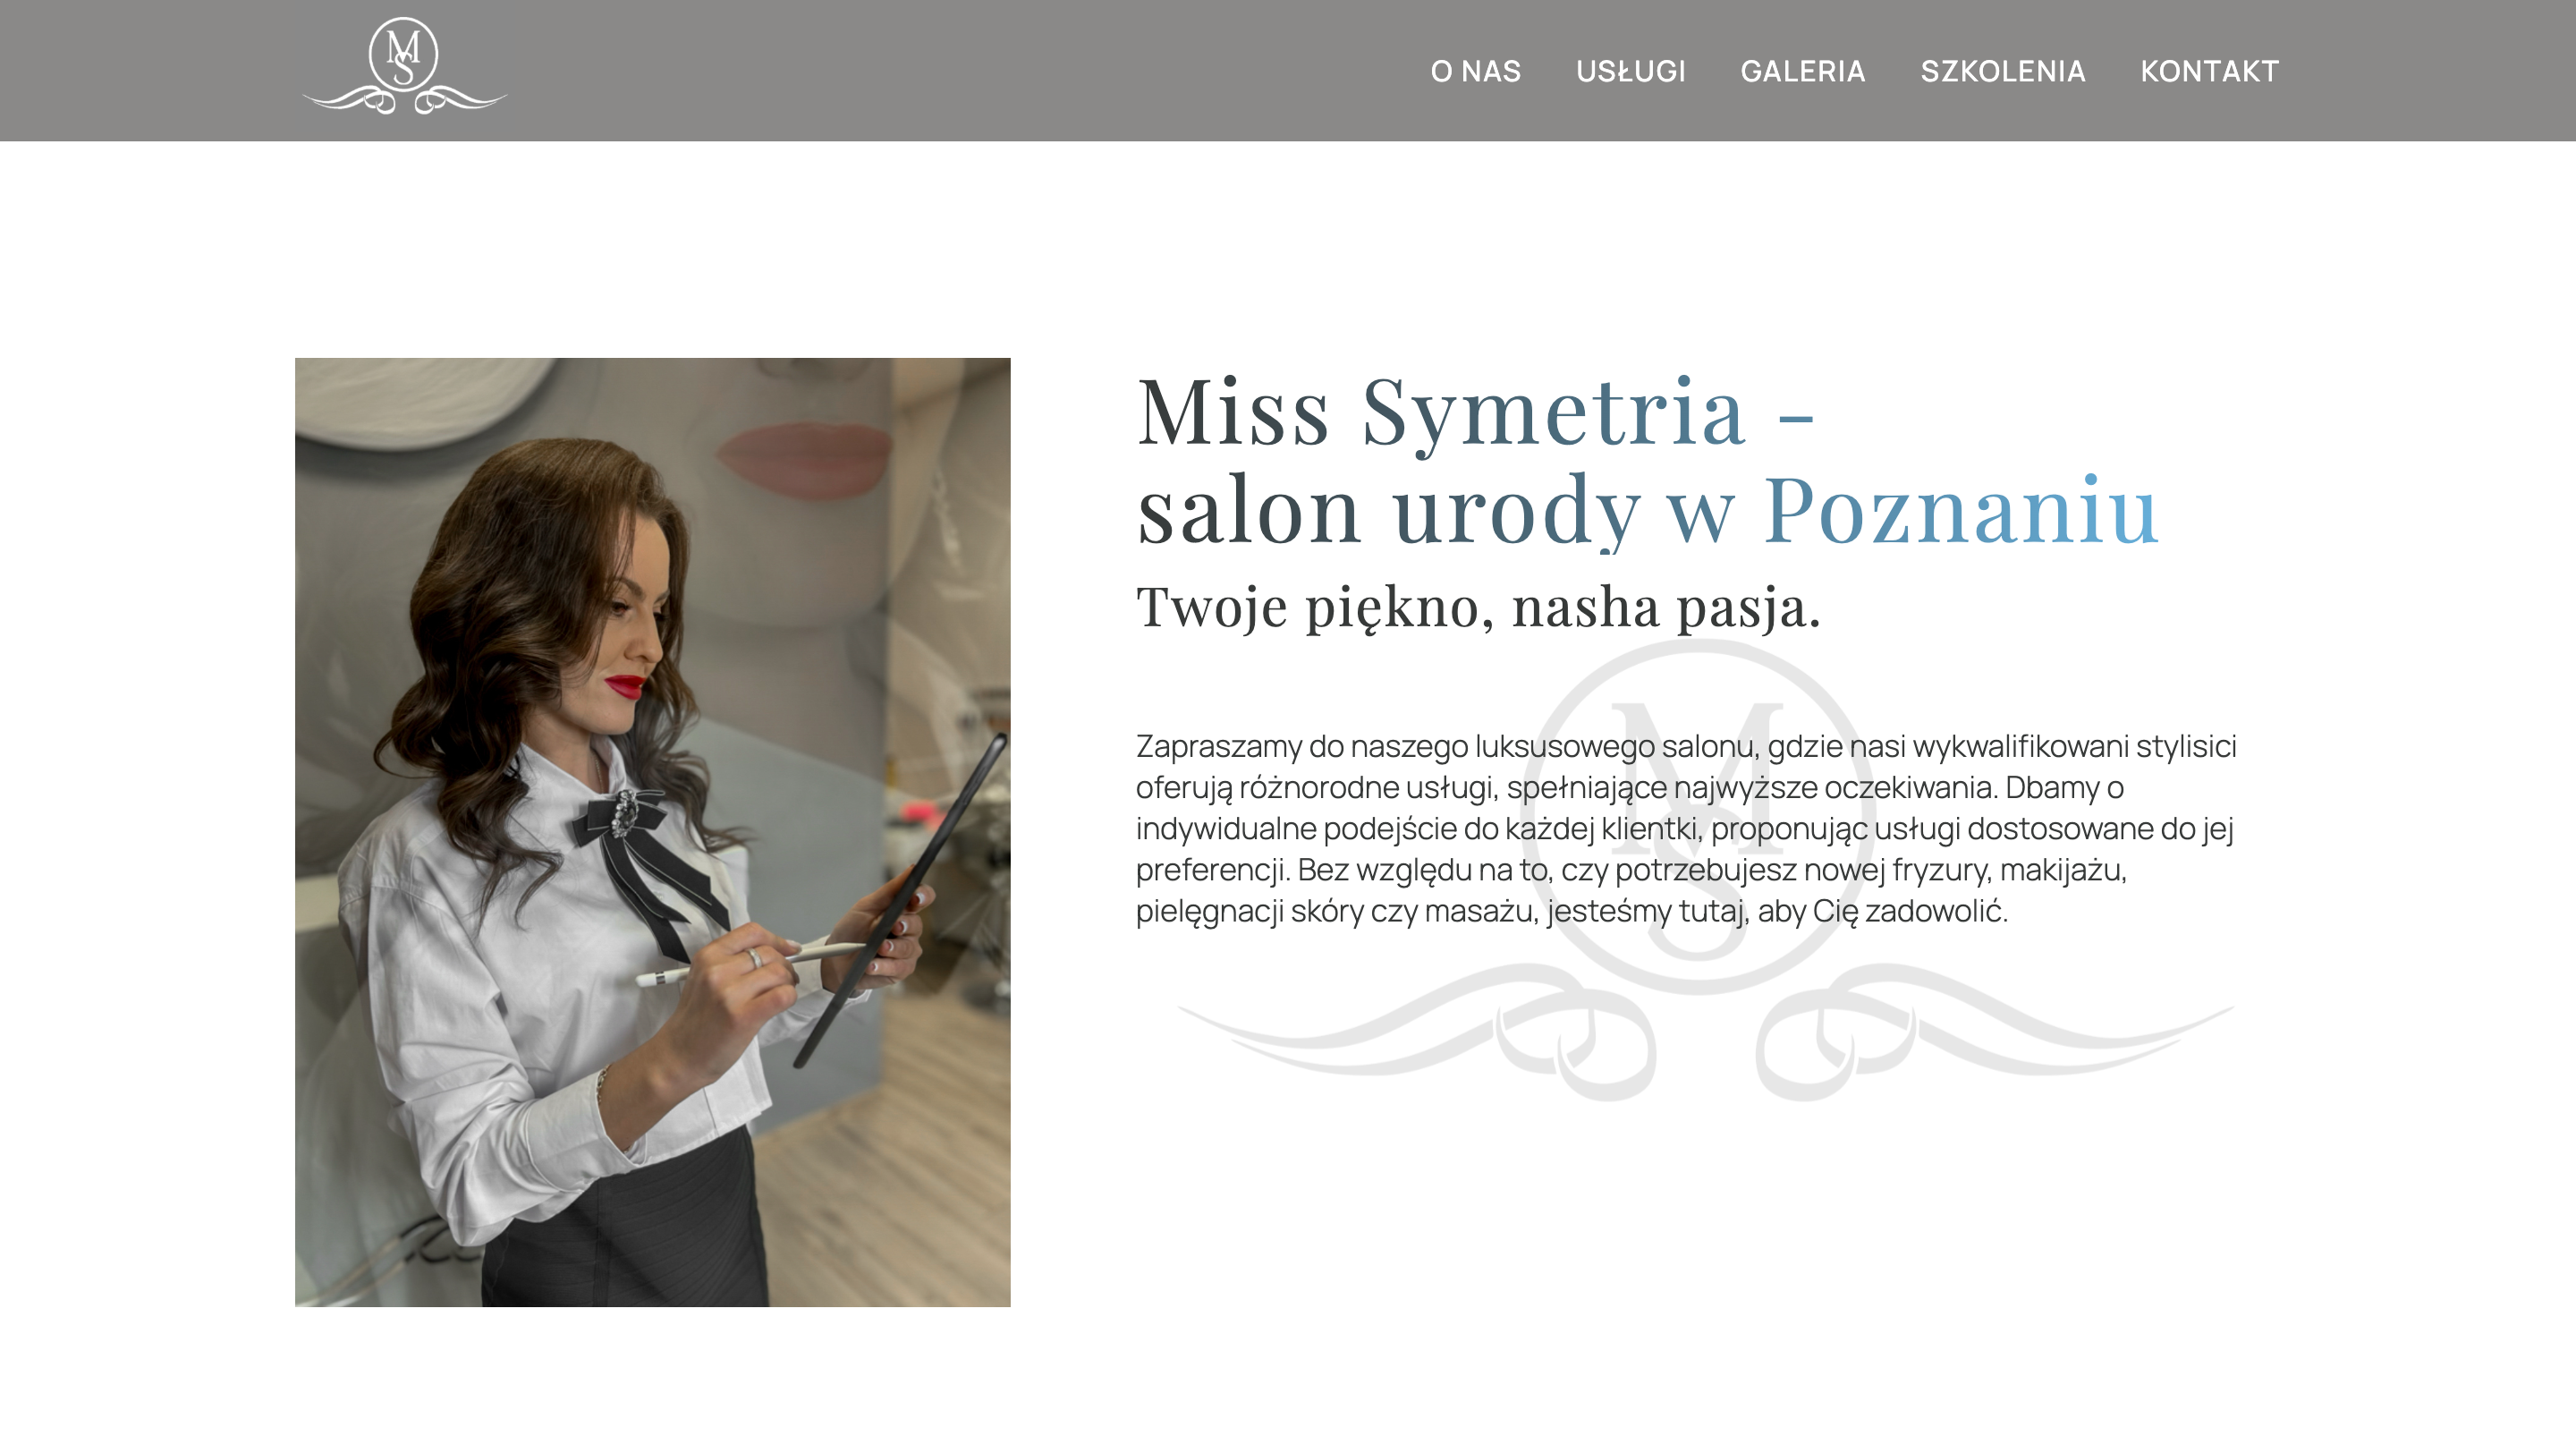 MS
O NAS USŁUGI GALERIA SZKOLENIA KONTAKT
Miss Symetria -
salon urody w Poznaniu
Twoje piękno, nasha pasja.
MS
Zapraszamy do naszego luksusowego salonu, gdzie nasi wykwalifikowani stylisici
oferują różnorodne usługi, spełniające najwyższe oczekiwania. Dbamy o
indywidualne podejście do każdej klientki, proponując usługi dostosowane do jej
preferencji. Bez względu na to, czy potrzebujesz nowej fryzury, makijażu,
pielęgnacji skóry czy masażu, jesteśmy tutaj, aby Cię zadowolić.